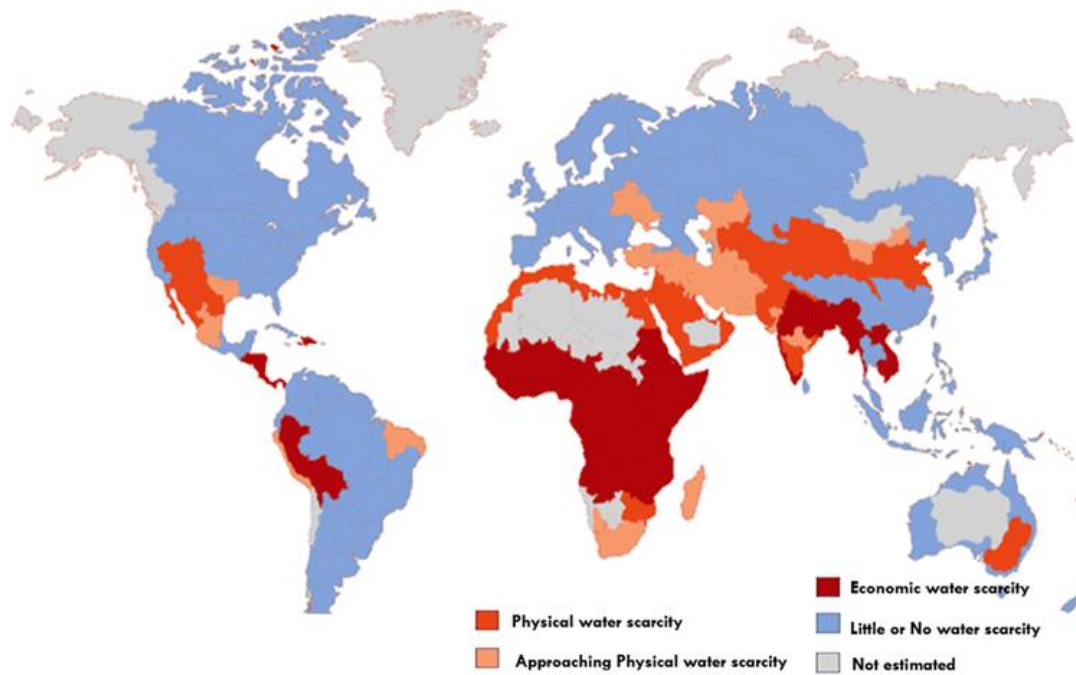 Economic water scarcity
Physical water scarcity
Little or No water scarcity
Approaching Physical water scarcity
Not estimated